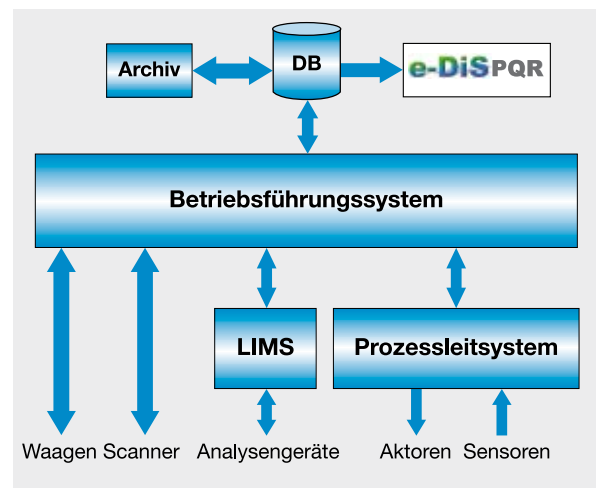 Archiv
DB
e-DiSPQR
Betriebsführungssystem
LIMS
Prozessleitsystem
Waagen Scanner Analysengeräte Aktoren Sensoren